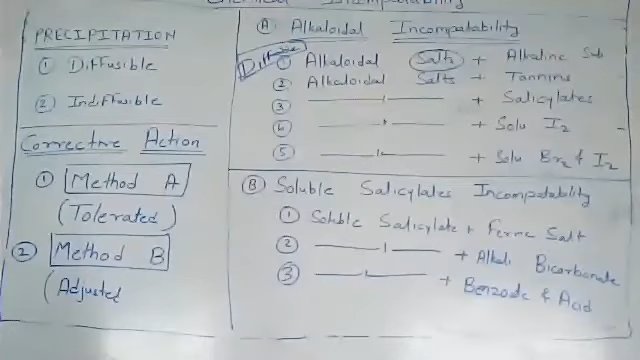 PRECIPITATION
① Diffusible
② Indiffusible
Corrective Action
① Method A
(Tolerated)
② Method B
(Adjusted
Ⓐ Alkaloidal Incompatability
Diffusible
① Alkaloidal Salts + Alkaline Sub
② Alkaloidal Salts + Tannins
③ —〃— + Salicylates
④ —〃— + Solu I₂
⑤ —〃— + Solu Br₂ & I₂
Ⓑ Soluble Salicylates Incompatability
① Soluble Salicylate + Ferric Salt
② —〃— + Alkali Bicarbonate
③ —〃— + Benzoate & Acid